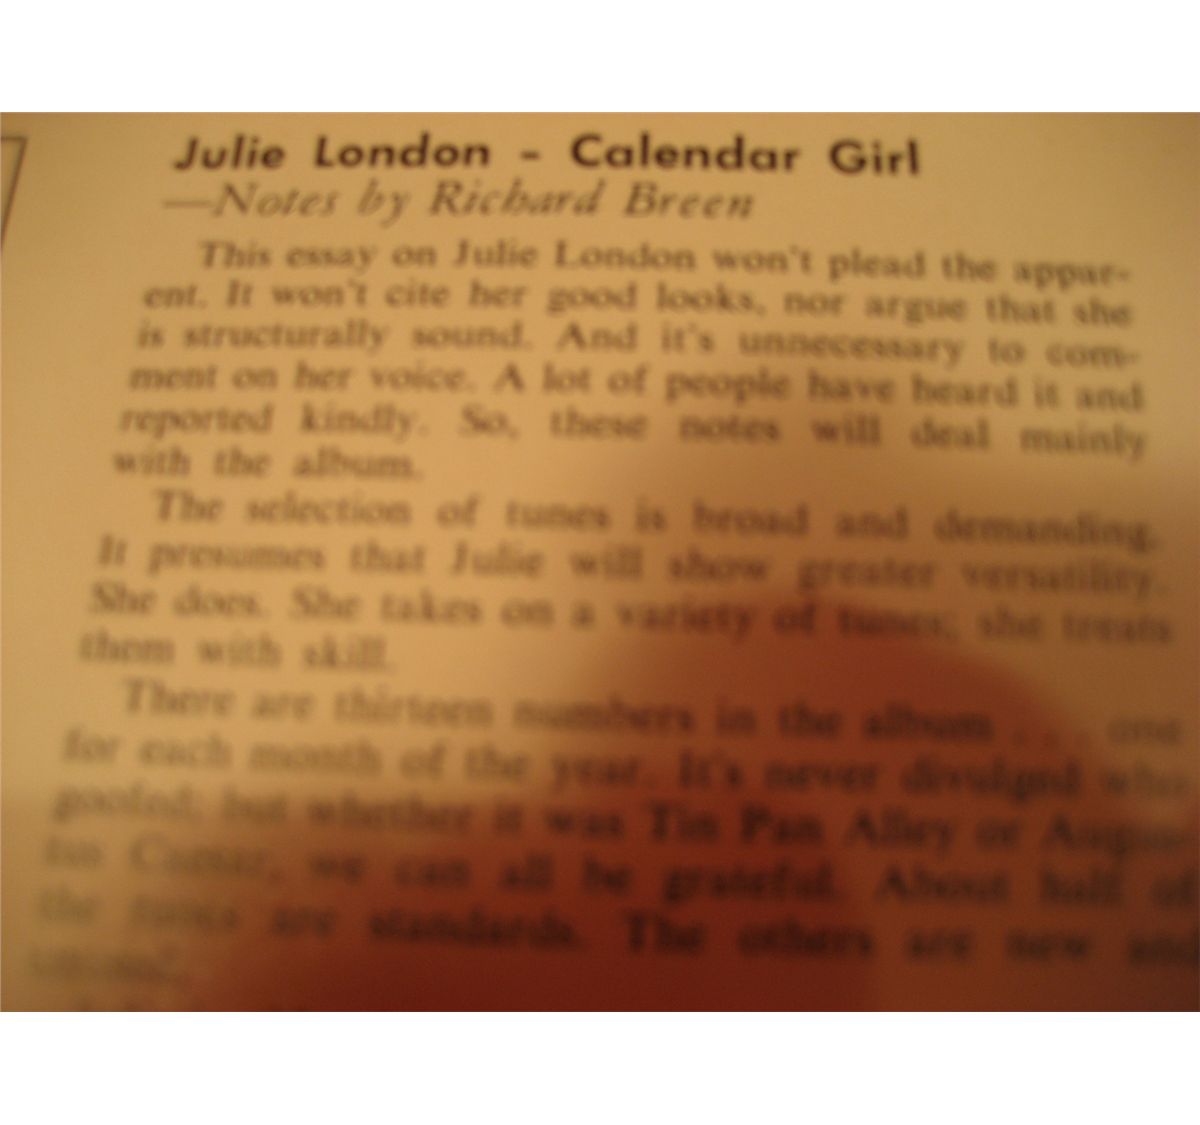 Julie London – Calendar Girl
—Notes by Richard Breen
This essay on Julie London won't plead the appar-
ent. It won't cite her good looks, nor argue that she
is structurally sound. And it's unnecessary to com-
ment on her voice. A lot of people have heard it and
reported kindly. So, these notes will deal mainly
with the album.
The selection of tunes is broad and demanding.
It presumes that Julie will show greater versatility.
She does. She takes on a variety of tunes; she treats
them with skill.
There are thirteen numbers in the album . . . one
for each month of the year. It's never divulged who
goofed; but whether it was Tin Pan Alley or Augus-
tus Caesar, we can all be grateful. About half of
the tunes are standards. The others are new and